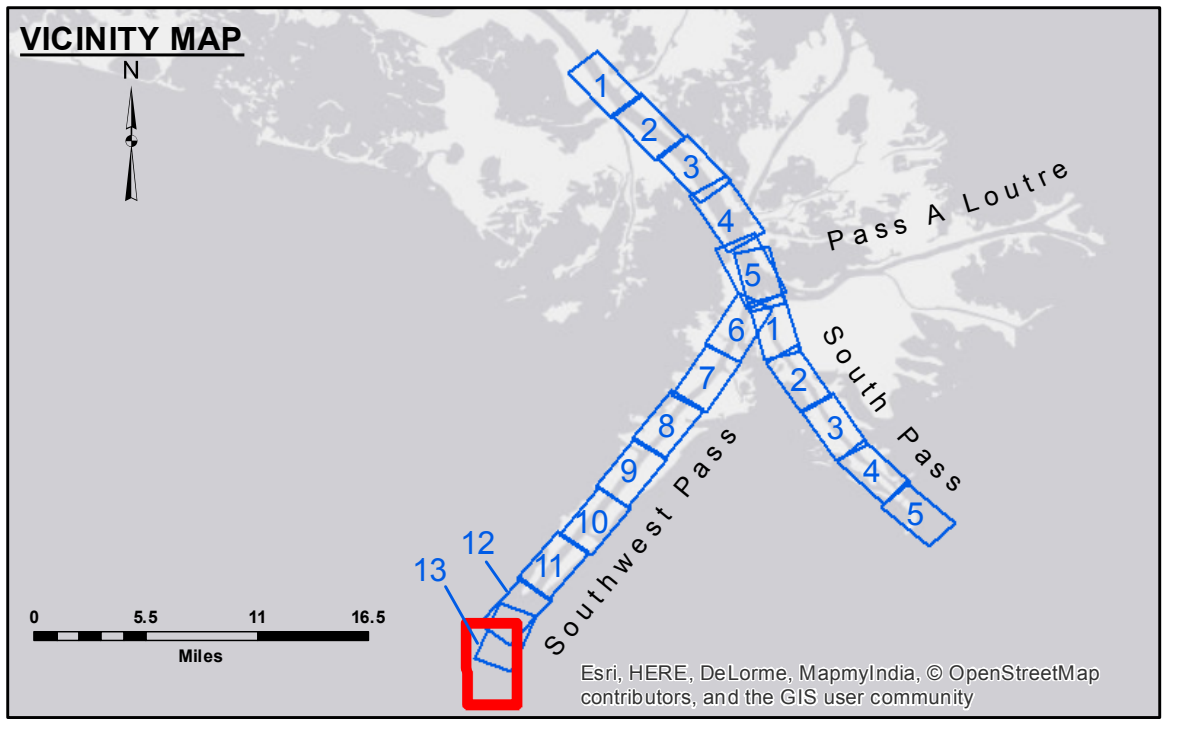 VICINITY MAP
N
1
2
3
4
5
Pass A Loutre
6
1
7
2
8
3
9
4
10
5
11
12
13
South Pass
Southwest Pass
0 5.5 11 16.5
Miles
Esri, HERE, DeLorme, MapmyIndia, © OpenStreetMap
contributors, and the GIS user community